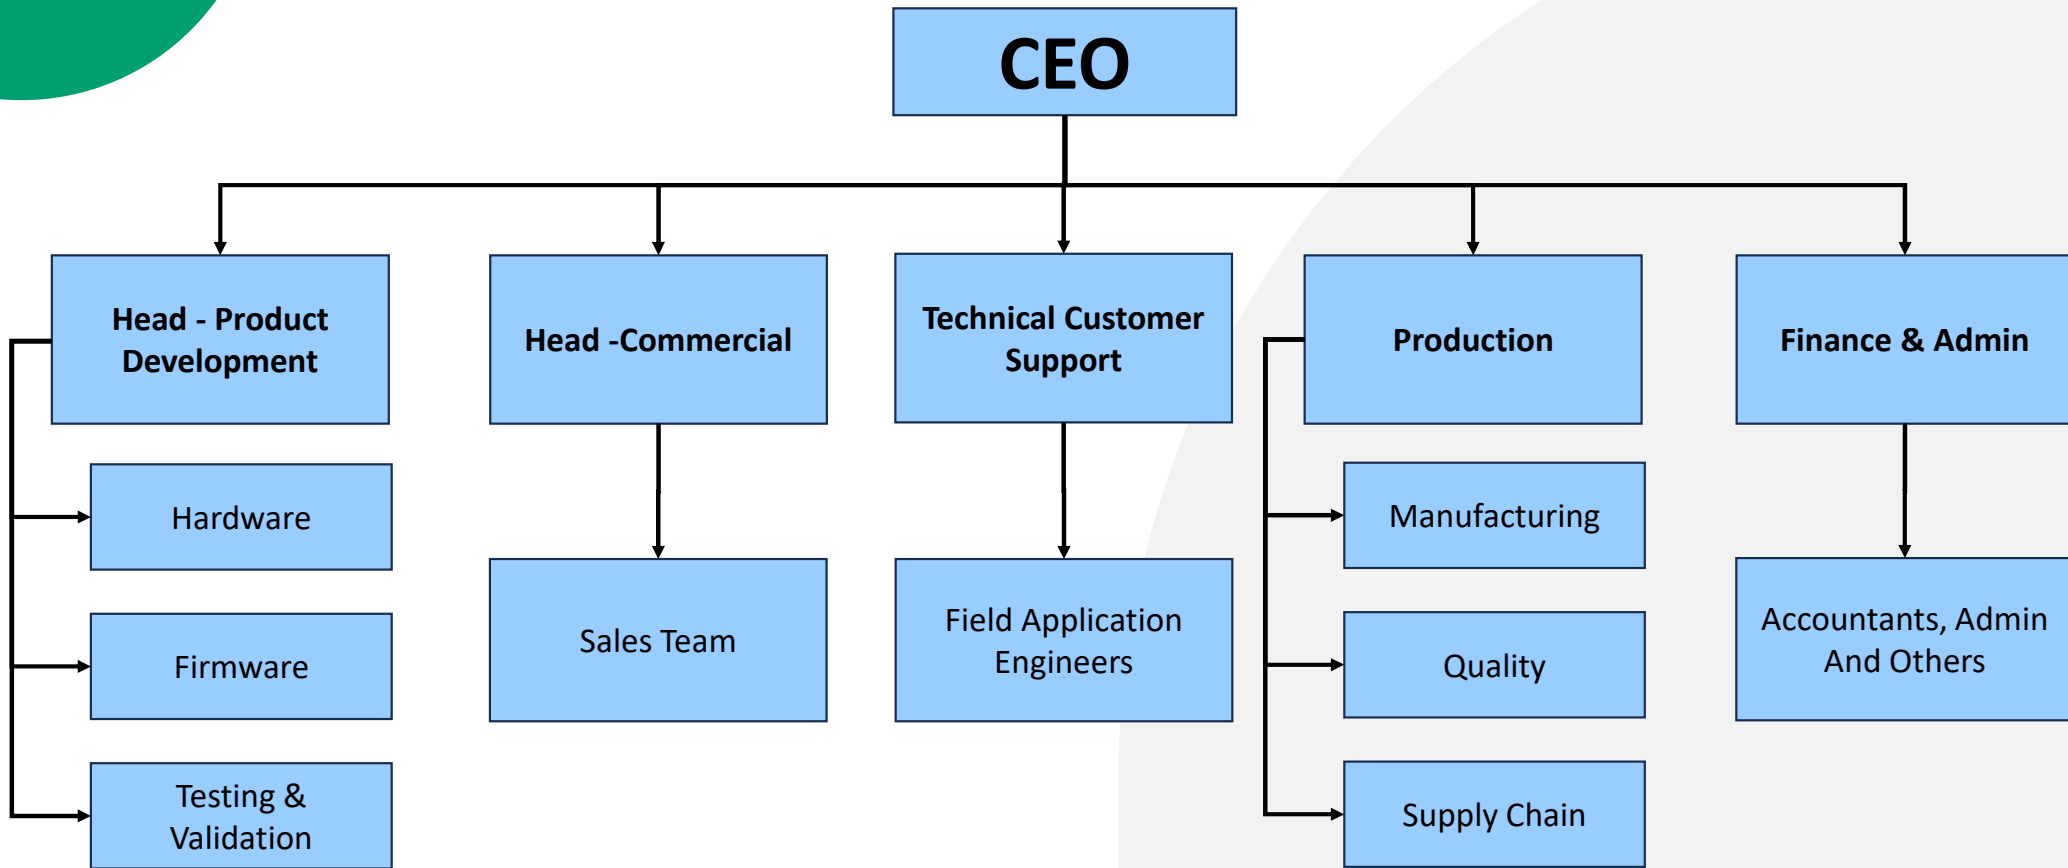 CEO
Head - Product
Development
Head -Commercial
Technical Customer
Support
Production
Finance & Admin
Hardware
Firmware
Testing &
Validation
Sales Team
Field Application
Engineers
Manufacturing
Quality
Supply Chain
Accountants, Admin
And Others